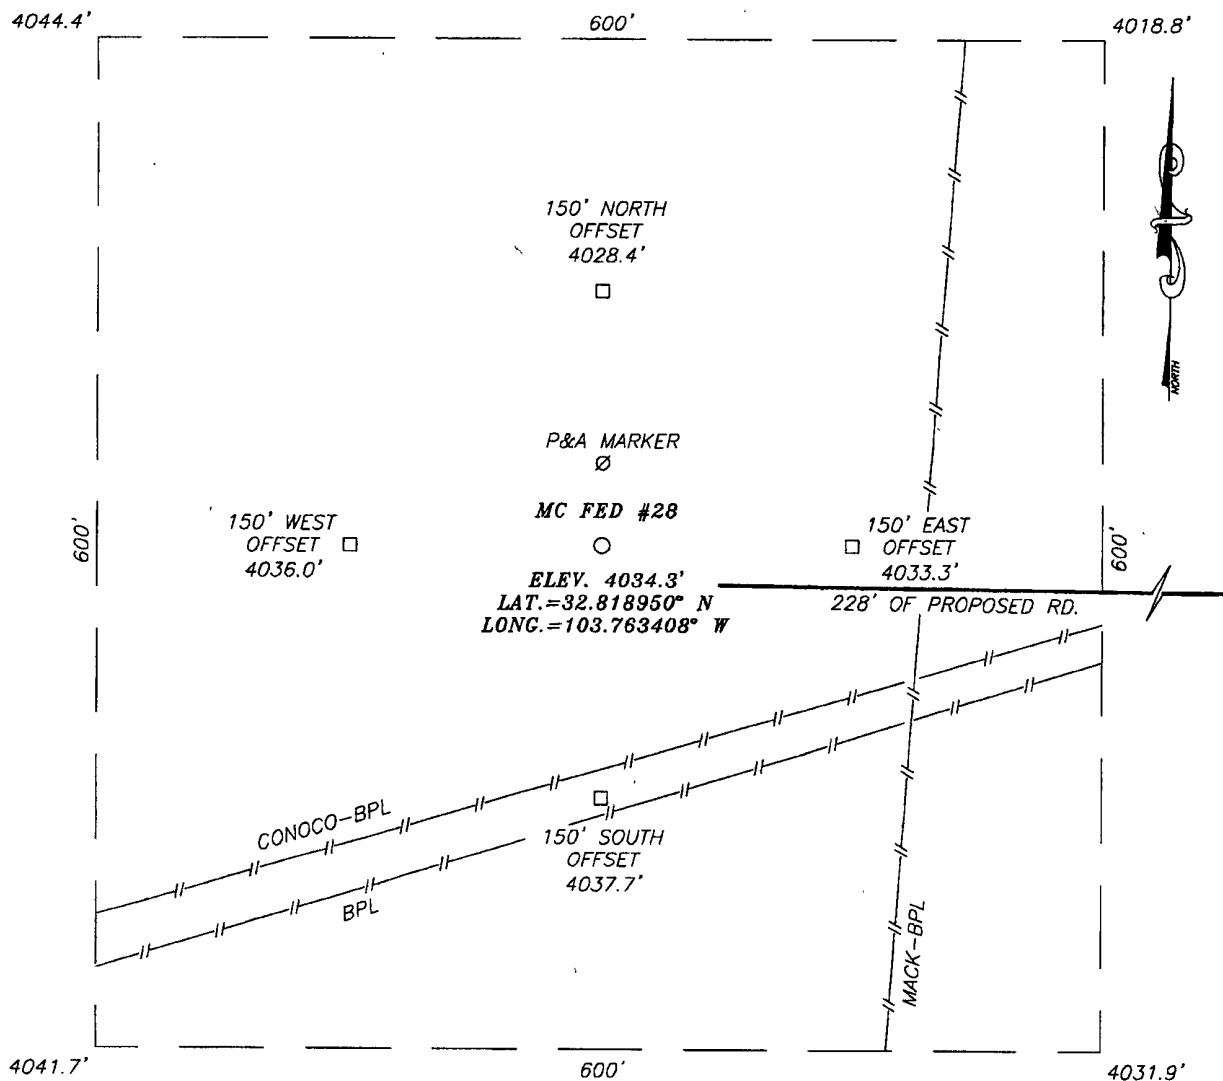 4044.4'
600'
4018.8'
150' NORTH
OFFSET
4028.4'
NORTH
P&A MARKER
MC FED #28
150' WEST
OFFSET
4036.0'
150' EAST
OFFSET
4033.3'
600'
600'
ELEV. 4034.3'
LAT.=32.818950° N
LONG.=103.763408° W
228' OF PROPOSED RD.
CONOCO-BPL
BPL
150' SOUTH
OFFSET
4037.7'
MACK-BPL
4041.7'
600'
4031.9'